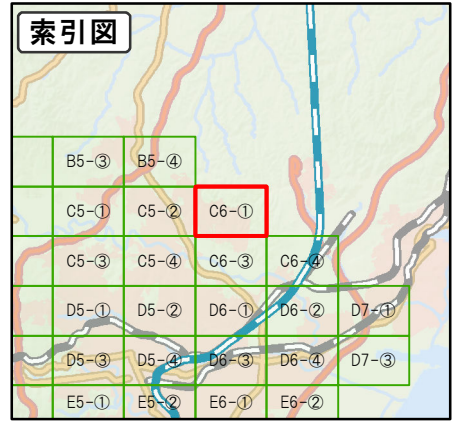 索引図
B5-③ B5-④
C5-① C5-② C6-①
C5-③ C5-④ C6-③ C6-④
D5-① D5-② D6-① D6-② D7-①
D5-③ D5-④ D6-③ D6-④ D7-③
E5-① E5-② E6-① E6-②